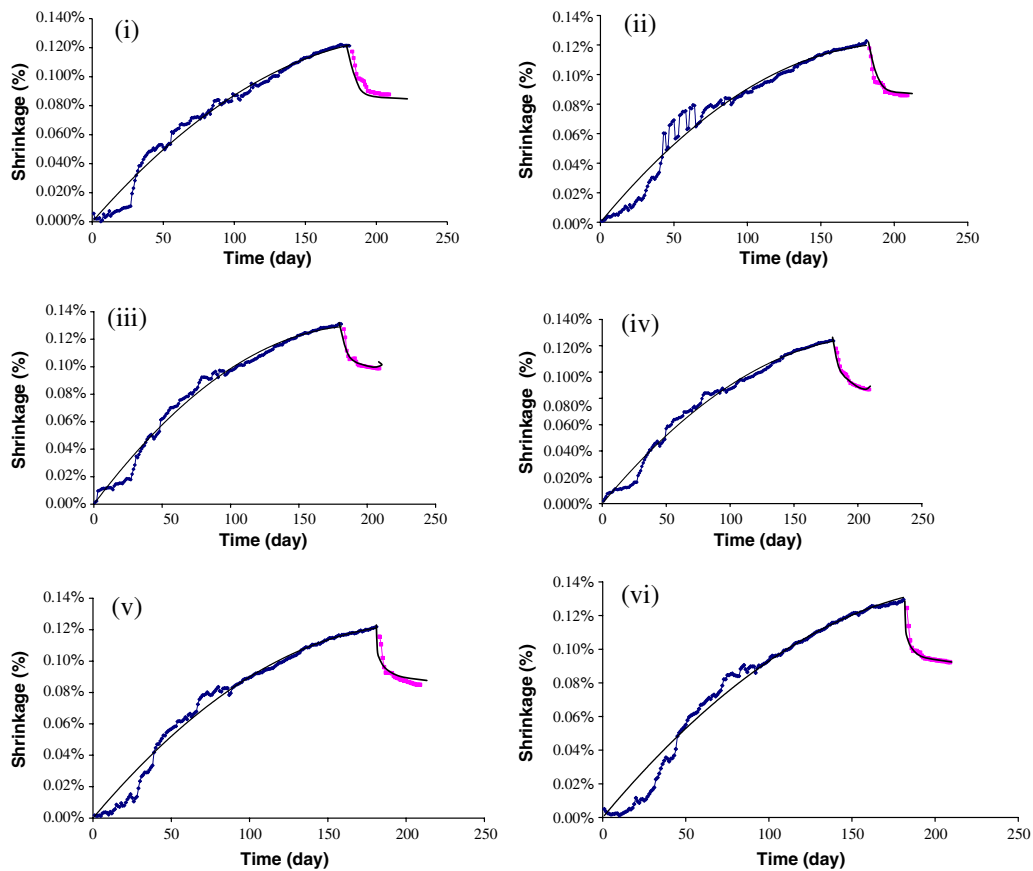 (i)
Shrinkage (%)
0.140%
0.120%
0.100%
0.080%
0.060%
0.040%
0.020%
0.000%
0 50 100 150 200 250
Time (day)
(ii)
Shrinkage (%)
0.14%
0.12%
0.10%
0.08%
0.06%
0.04%
0.02%
0.00%
0 50 100 150 200 250
Time (day)
(iii)
Shrinkage (%)
0.14%
0.12%
0.10%
0.08%
0.06%
0.04%
0.02%
0.00%
0 50 100 150 200 250
Time (day)
(iv)
Shrinkage (%)
0.140%
0.120%
0.100%
0.080%
0.060%
0.040%
0.020%
0.000%
0 50 100 150 200 250
Time (day)
(v)
Shrinkage (%)
0.14%
0.12%
0.10%
0.08%
0.06%
0.04%
0.02%
0.00%
0 50 100 150 200 250
Time (day)
(vi)
Shrinkage (%)
0.14%
0.12%
0.10%
0.08%
0.06%
0.04%
0.02%
0.00%
0 50 100 150 200 250
Time (day)